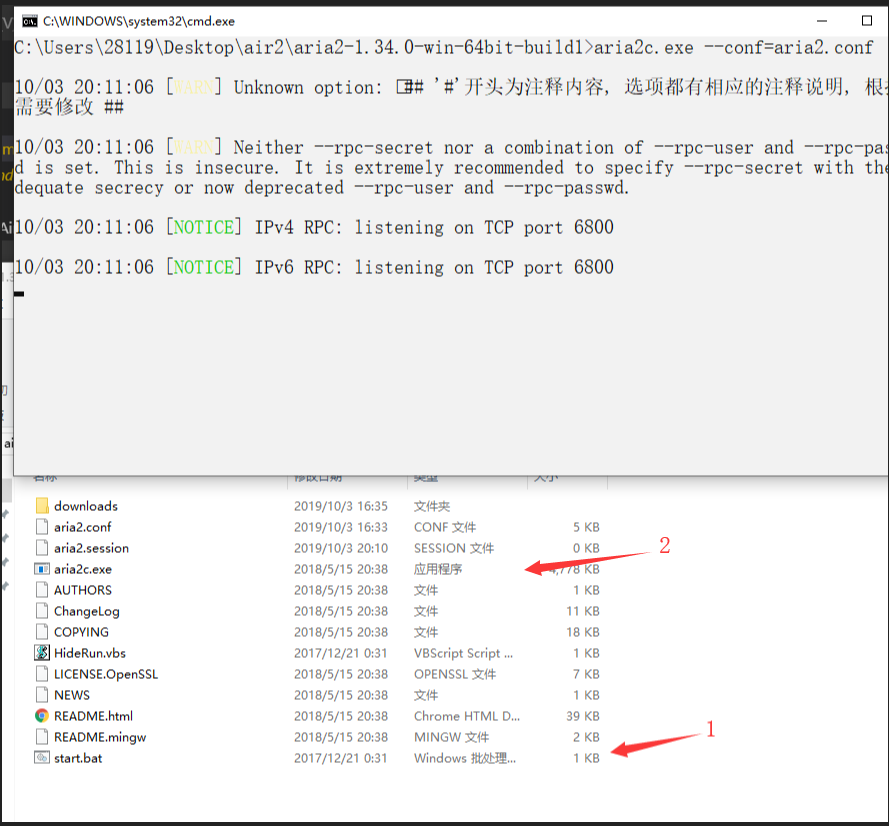 C:\WINDOWS\system32\cmd.exe
C:\Users\28119\Desktop\air2\aria2-1.34.0-win-64bit-build1>aria2c.exe --conf=aria2.conf
10/03 20:11:06 [WARN] Unknown option: ## '#'开头为注释内容, 选项都有相应的注释说明, 根
需要修改 ##
10/03 20:11:06 [WARN] Neither --rpc-secret nor a combination of --rpc-user and --rpc-pas
d is set. This is insecure. It is extremely recommended to specify --rpc-secret with the
dequate secrecy or now deprecated --rpc-user and --rpc-passwd.
10/03 20:11:06 [NOTICE] IPv4 RPC: listening on TCP port 6800
10/03 20:11:06 [NOTICE] IPv6 RPC: listening on TCP port 6800
名称 修改日期 类型 大小
downloads 2019/10/3 16:35 文件夹
aria2.conf 2019/10/3 16:33 CONF 文件 5 KB
aria2.session 2019/10/3 20:10 SESSION 文件 0 KB
2
aria2c.exe 2018/5/15 20:38 应用程序 4,778 KB
AUTHORS 2018/5/15 20:38 文件 1 KB
ChangeLog 2018/5/15 20:38 文件 11 KB
COPYING 2018/5/15 20:38 文件 18 KB
HideRun.vbs 2017/12/21 0:31 VBScript Script ... 1 KB
LICENSE.OpenSSL 2018/5/15 20:38 OPENSSL 文件 7 KB
NEWS 2018/5/15 20:38 文件 1 KB
README.html 2018/5/15 20:38 Chrome HTML D... 39 KB
1
README.mingw 2018/5/15 20:38 MINGW 文件 2 KB
start.bat 2017/12/21 0:31 Windows 批处理... 1 KB